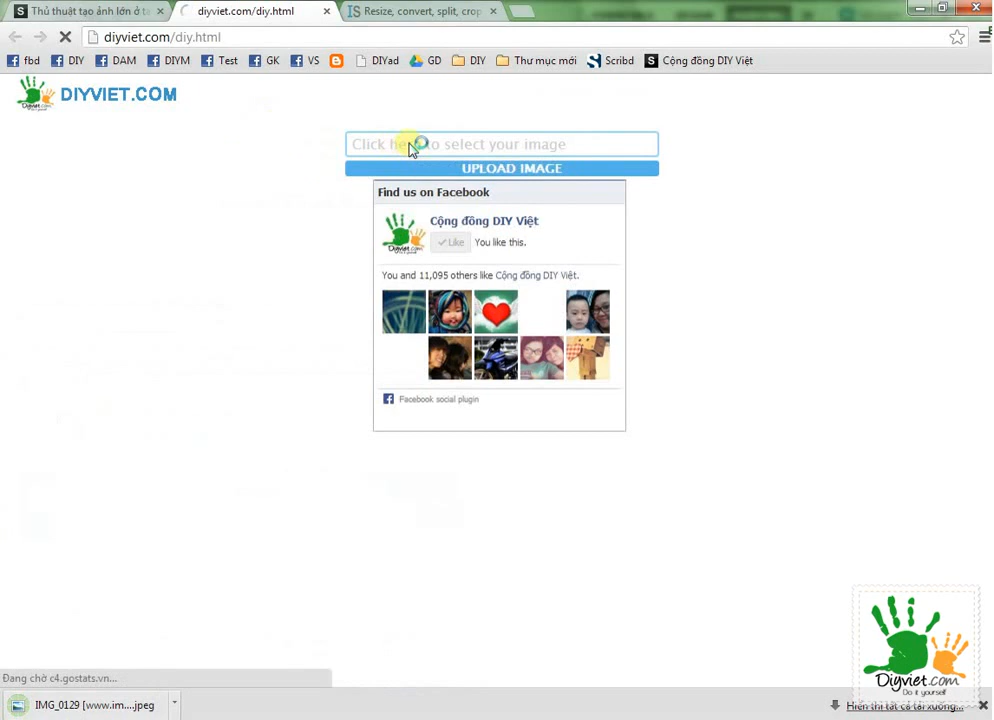 Thủ thuật tạo ảnh lớn ở ta
diyviet.com/diy.html
IS Resize, convert, split, crop
diyviet.com/diy.html
fbd
DIY
DAM
DIYM
Test
GK
VS
DIYad
GD
DIY
Thư mục mới
Scribd
Cộng đồng DIY Việt
DIYVIET.COM
Click here to select your image
UPLOAD IMAGE
Find us on Facebook
Cộng đồng DIY Việt
Like
You like this.
You and 11,095 others like Cộng đồng DIY Việt.
Facebook social plugin
Diyviet.com
Do it yourself
Đang chờ c4.gostats.vn...
IMG_0129 [www.im....jpeg
Hiển thị tất cả tải xuống...